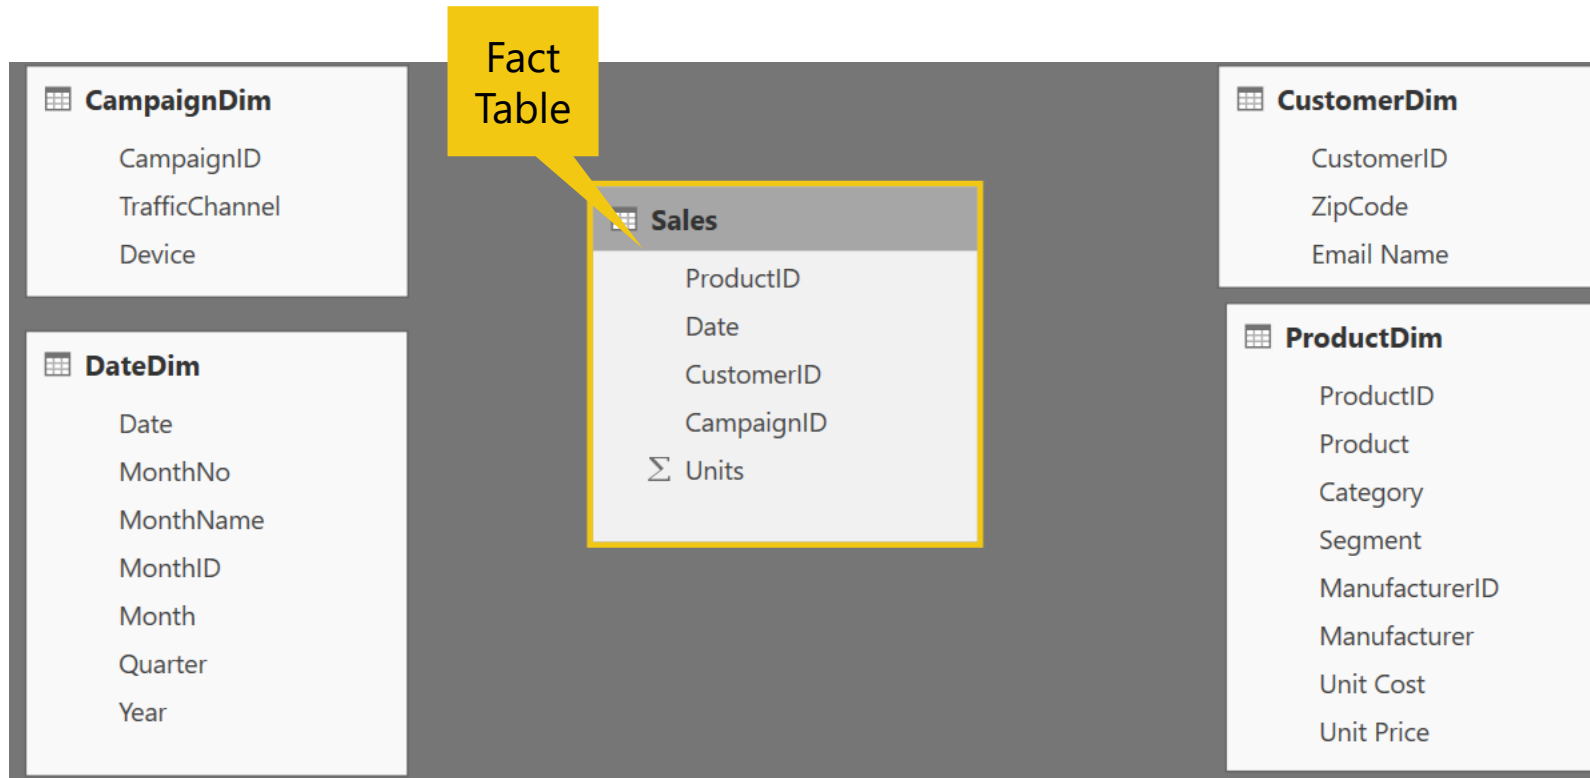 Fact
Table
CampaignDim
CampaignID
TrafficChannel
Device
DateDim
Date
MonthNo
MonthName
MonthID
Month
Quarter
Year
Sales
ProductID
Date
CustomerID
CampaignID
Σ Units
CustomerDim
CustomerID
ZipCode
Email Name
ProductDim
ProductID
Product
Category
Segment
ManufacturerID
Manufacturer
Unit Cost
Unit Price